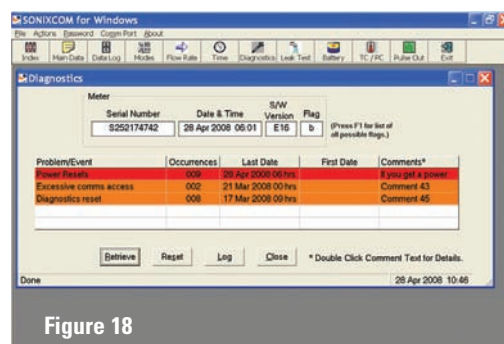 SONIXCOM for Windows
File Actions Password Comm Port About
Index Main Data Data Log Modes Flow Rate Time Diagnostics Leak Test Battery TC / PC Pulse Out Exit
Diagnostics
Meter
Serial Number Date & Time S/W Version Flag
S252174742 28 Apr 2008 06:01 E16 b (Press F1 for list of all possible flags.)
Problem/Event Occurrences Last Date First Date Comments*
Power Resets 009 28 Apr 2008 06 hrs If you get a power
Excessive comms access 002 21 Mar 2008 00 hrs Comment 43
Diagnostics reset 008 17 Mar 2008 09 hrs Comment 45
Retrieve Reset Log Close * Double Click Comment Text for Details.
Done 28 Apr 2008 10:46
Figure 18